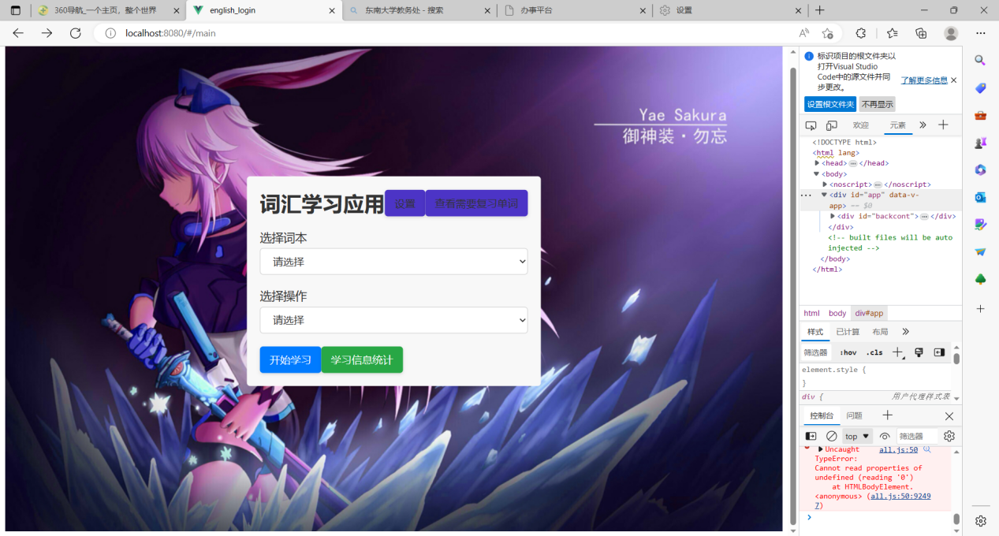 360导航_一个主页，整个世界
english_login
东南大学教务处 - 搜索
办事平台
设置
localhost:8080/#/main
Yae Sakura
御神装·勿忘
词汇学习应用
设置
查看需要复习单词
选择词本
请选择
选择操作
请选择
开始学习
学习信息统计
标识项目的根文件夹以
打开Visual Studio
Code中的源文件并同
步更改。
了解更多信息
设置根文件夹
不再显示
欢迎
元素
<!DOCTYPE html>
<html lang>
<head> ⋯ </head>
<body>
<noscript> ⋯ </noscript>
<div id="app" data-v-
app> == $0
<div id="backcont"> ⋯ </div>
</div>
<!-- built files will be auto
injected -->
</body>
</html>
html body div#app
样式
已计算
布局
筛选器
:hov
.cls
element.style {
}
div {
用户代理样式表
控制台
问题
top
筛选器
Uncaught
all.js:50
TypeError:
Cannot read properties of
undefined (reading '0')
at HTMLBodyElement.
<anonymous> (all.js:50:9249
7)